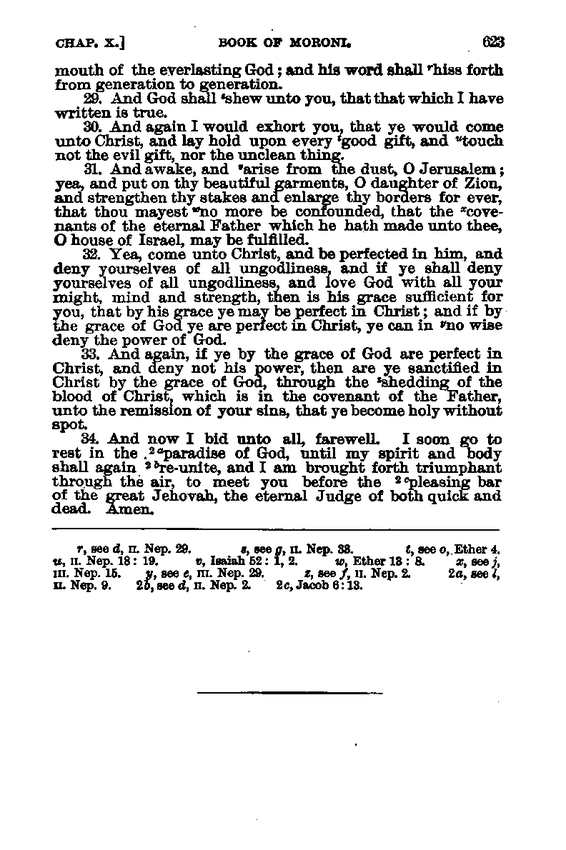 CHAP. X.] BOOK OF MORONI. 623
mouth of the everlasting God; and his word shall ʳhiss forth
from generation to generation.
29. And God shall ˢshew unto you, that that which I have
written is true.
30. And again I would exhort you, that ye would come
unto Christ, and lay hold upon every ᵗgood gift, and ᵘtouch
not the evil gift, nor the unclean thing.
31. And awake, and ᵛarise from the dust, O Jerusalem;
yea, and put on thy beautiful garments, O daughter of Zion,
and strengthen thy stakes and enlarge thy borders for ever,
that thou mayest ʷno more be confounded, that the ˣcove-
nants of the eternal Father which he hath made unto thee,
O house of Israel, may be fulfilled.
32. Yea, come unto Christ, and be perfected in him, and
deny yourselves of all ungodliness, and if ye shall deny
yourselves of all ungodliness, and love God with all your
might, mind and strength, then is his grace sufficient for
you, that by his grace ye may be perfect in Christ; and if by
the grace of God ye are perfect in Christ, ye can in ʸno wise
deny the power of God.
33. And again, if ye by the grace of God are perfect in
Christ, and deny not his power, then are ye sanctified in
Christ by the grace of God, through the ᶻshedding of the
blood of Christ, which is in the covenant of the Father,
unto the remission of your sins, that ye become holy without
spot.
34. And now I bid unto all, farewell. I soon go to
rest in the ²ᵃparadise of God, until my spirit and body
shall again ²ᵇre-unite, and I am brought forth triumphant
through the air, to meet you before the ²ᶜpleasing bar
of the great Jehovah, the eternal Judge of both quick and
dead. Amen.
r, see d, II. Nep. 29. s, see g, II. Nep. 33. t, see o, Ether 4.
u, II. Nep. 18: 19. v, Isaiah 52: 1, 2. w, Ether 13: 8. x, see j,
III. Nep. 15. y, see e, III. Nep. 29. z, see f, II. Nep. 2. 2a, see i,
II. Nep. 9. 2b, see d, II. Nep. 2. 2c, Jacob 6:13.